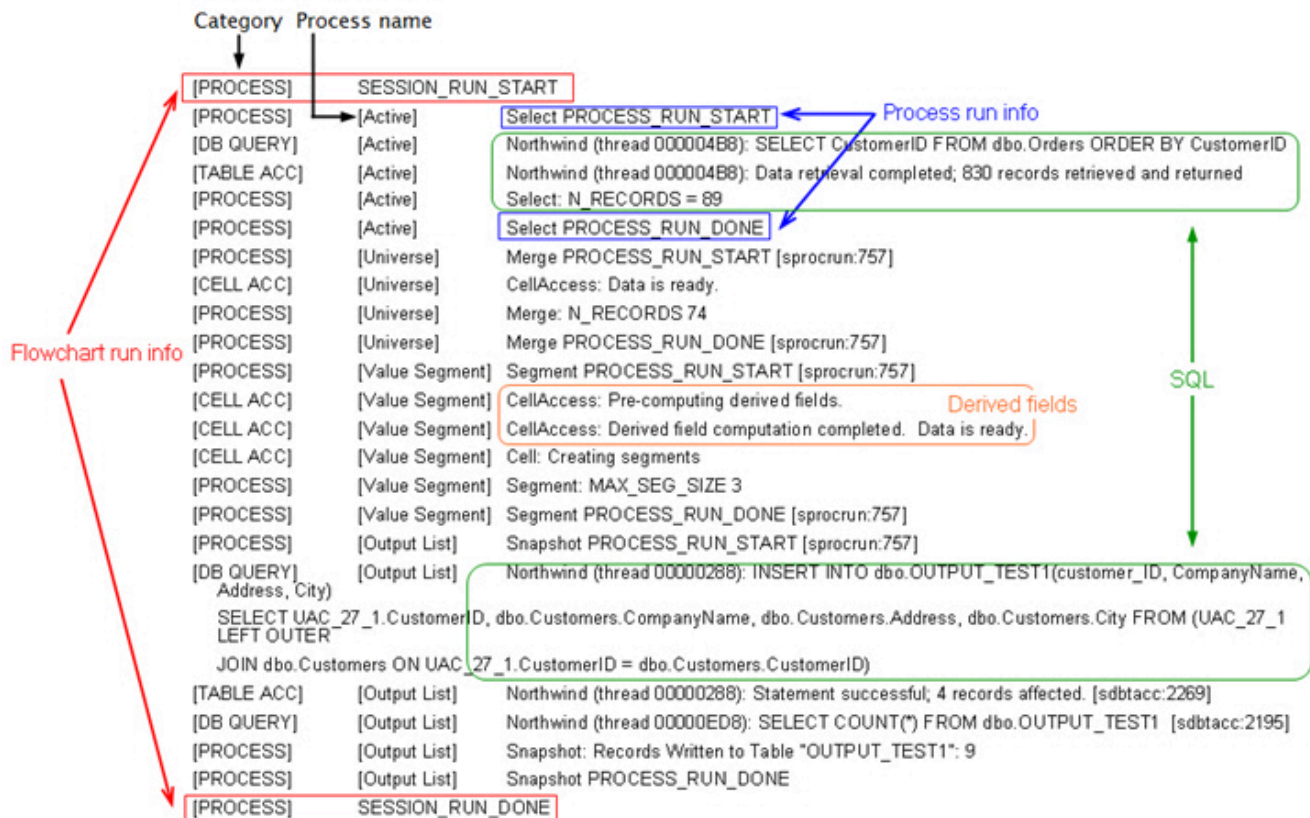 Category Process name
[PROCESS] SESSION_RUN_START
[PROCESS] [Active] Select PROCESS_RUN_START Process run info
[DB QUERY] [Active] Northwind (thread 000004B8): SELECT CustomerID FROM dbo.Orders ORDER BY CustomerID
[TABLE ACC] [Active] Northwind (thread 000004B8): Data retrieval completed; 830 records retrieved and returned
[PROCESS] [Active] Select: N_RECORDS = 89
[PROCESS] [Active] Select PROCESS_RUN_DONE
[PROCESS] [Universe] Merge PROCESS_RUN_START [sprocrun:757]
[CELL ACC] [Universe] CellAccess: Data is ready.
[PROCESS] [Universe] Merge: N_RECORDS 74
[PROCESS] [Universe] Merge PROCESS_RUN_DONE [sprocrun:757]
Flowchart run info
[PROCESS] [Value Segment] Segment PROCESS_RUN_START [sprocrun:757]
SQL
[CELL ACC] [Value Segment] CellAccess: Pre-computing derived fields. Derived fields
[CELL ACC] [Value Segment] CellAccess: Derived field computation completed. Data is ready.
[CELL ACC] [Value Segment] Cell: Creating segments
[PROCESS] [Value Segment] Segment: MAX_SEG_SIZE 3
[PROCESS] [Value Segment] Segment PROCESS_RUN_DONE [sprocrun:757]
[PROCESS] [Output List] Snapshot PROCESS_RUN_START [sprocrun:757]
[DB QUERY] [Output List] Northwind (thread 00000288): INSERT INTO dbo.OUTPUT_TEST1(customer_ID, CompanyName,
Address, City)
SELECT UAC_27_1.CustomerID, dbo.Customers.CompanyName, dbo.Customers.Address, dbo.Customers.City FROM (UAC_27_1
LEFT OUTER
JOIN dbo.Customers ON UAC_27_1.CustomerID = dbo.Customers.CustomerID)
[TABLE ACC] [Output List] Northwind (thread 00000288): Statement successful; 4 records affected. [sdbtacc:2269]
[DB QUERY] [Output List] Northwind (thread 00000ED8): SELECT COUNT(*) FROM dbo.OUTPUT_TEST1 [sdbtacc:2195]
[PROCESS] [Output List] Snapshot: Records Written to Table "OUTPUT_TEST1": 9
[PROCESS] [Output List] Snapshot PROCESS_RUN_DONE
[PROCESS] SESSION_RUN_DONE